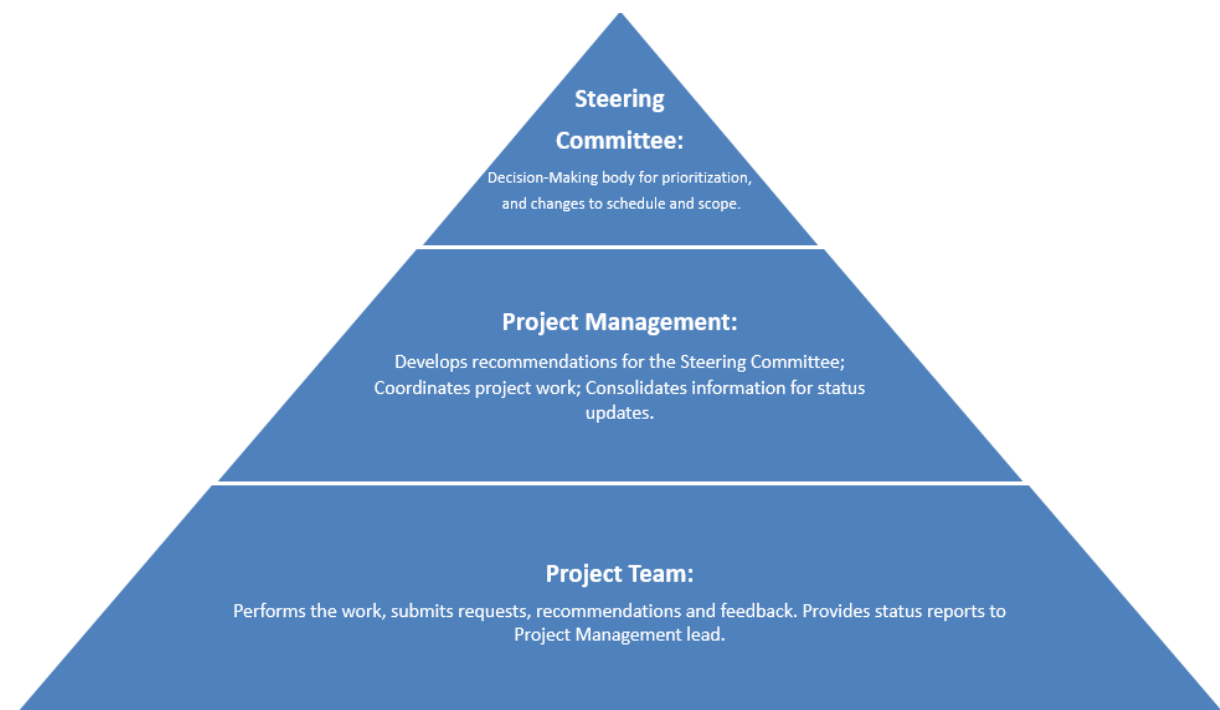 Steering
Committee:
Decision-Making body for prioritization,
and changes to schedule and scope.
Project Management:
Develops recommendations for the Steering Committee;
Coordinates project work; Consolidates information for status
updates.
Project Team:
Performs the work, submits requests, recommendations and feedback. Provides status reports to
Project Management lead.